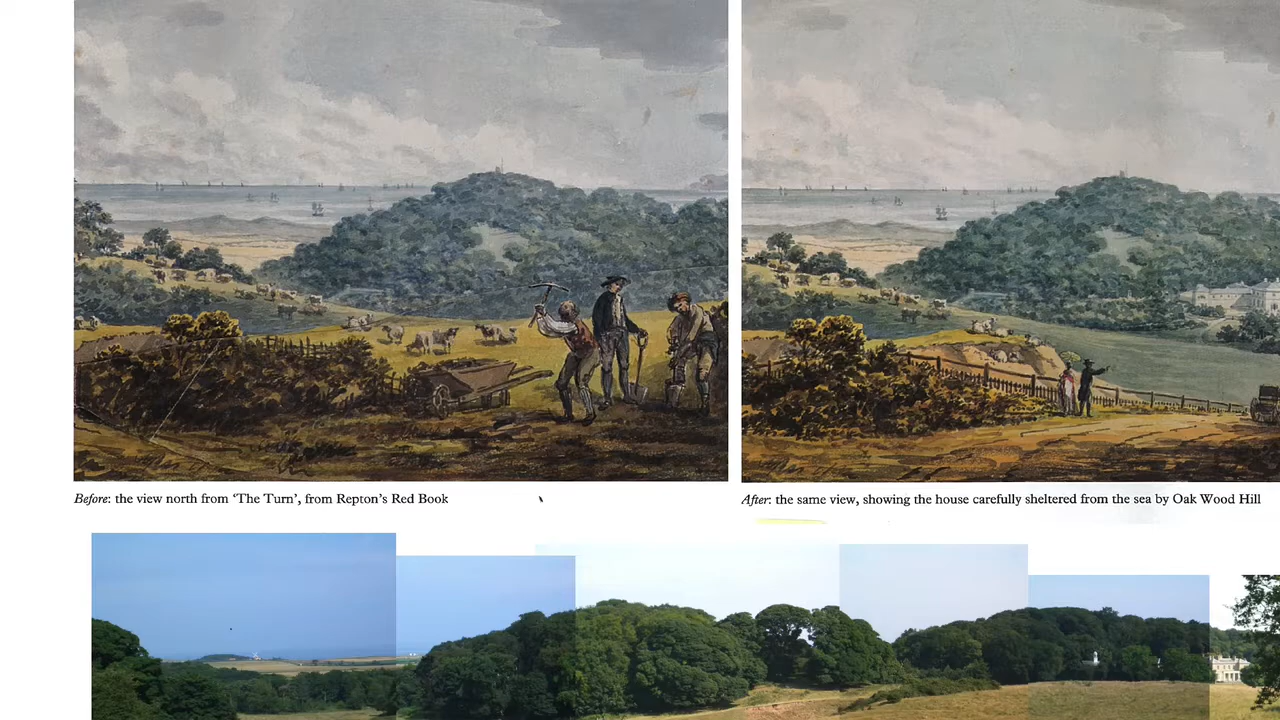 Before: the view north from ‘The Turn’, from Repton’s Red Book
After: the same view, showing the house carefully sheltered from the sea by Oak Wood Hill